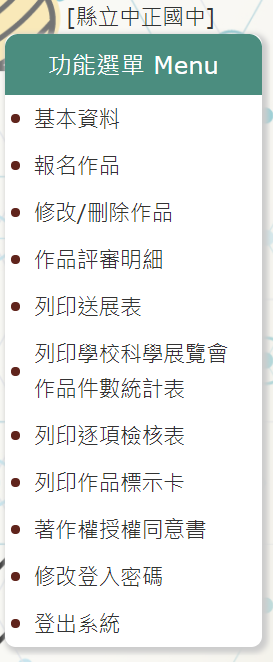 [縣立中正國中]
功能選單 Menu
基本資料
報名作品
修改/刪除作品
作品評審明細
列印送展表
列印學校科學展覽會
作品件數統計表
列印逐項檢核表
列印作品標示卡
著作權授權同意書
修改登入密碼
登出系統